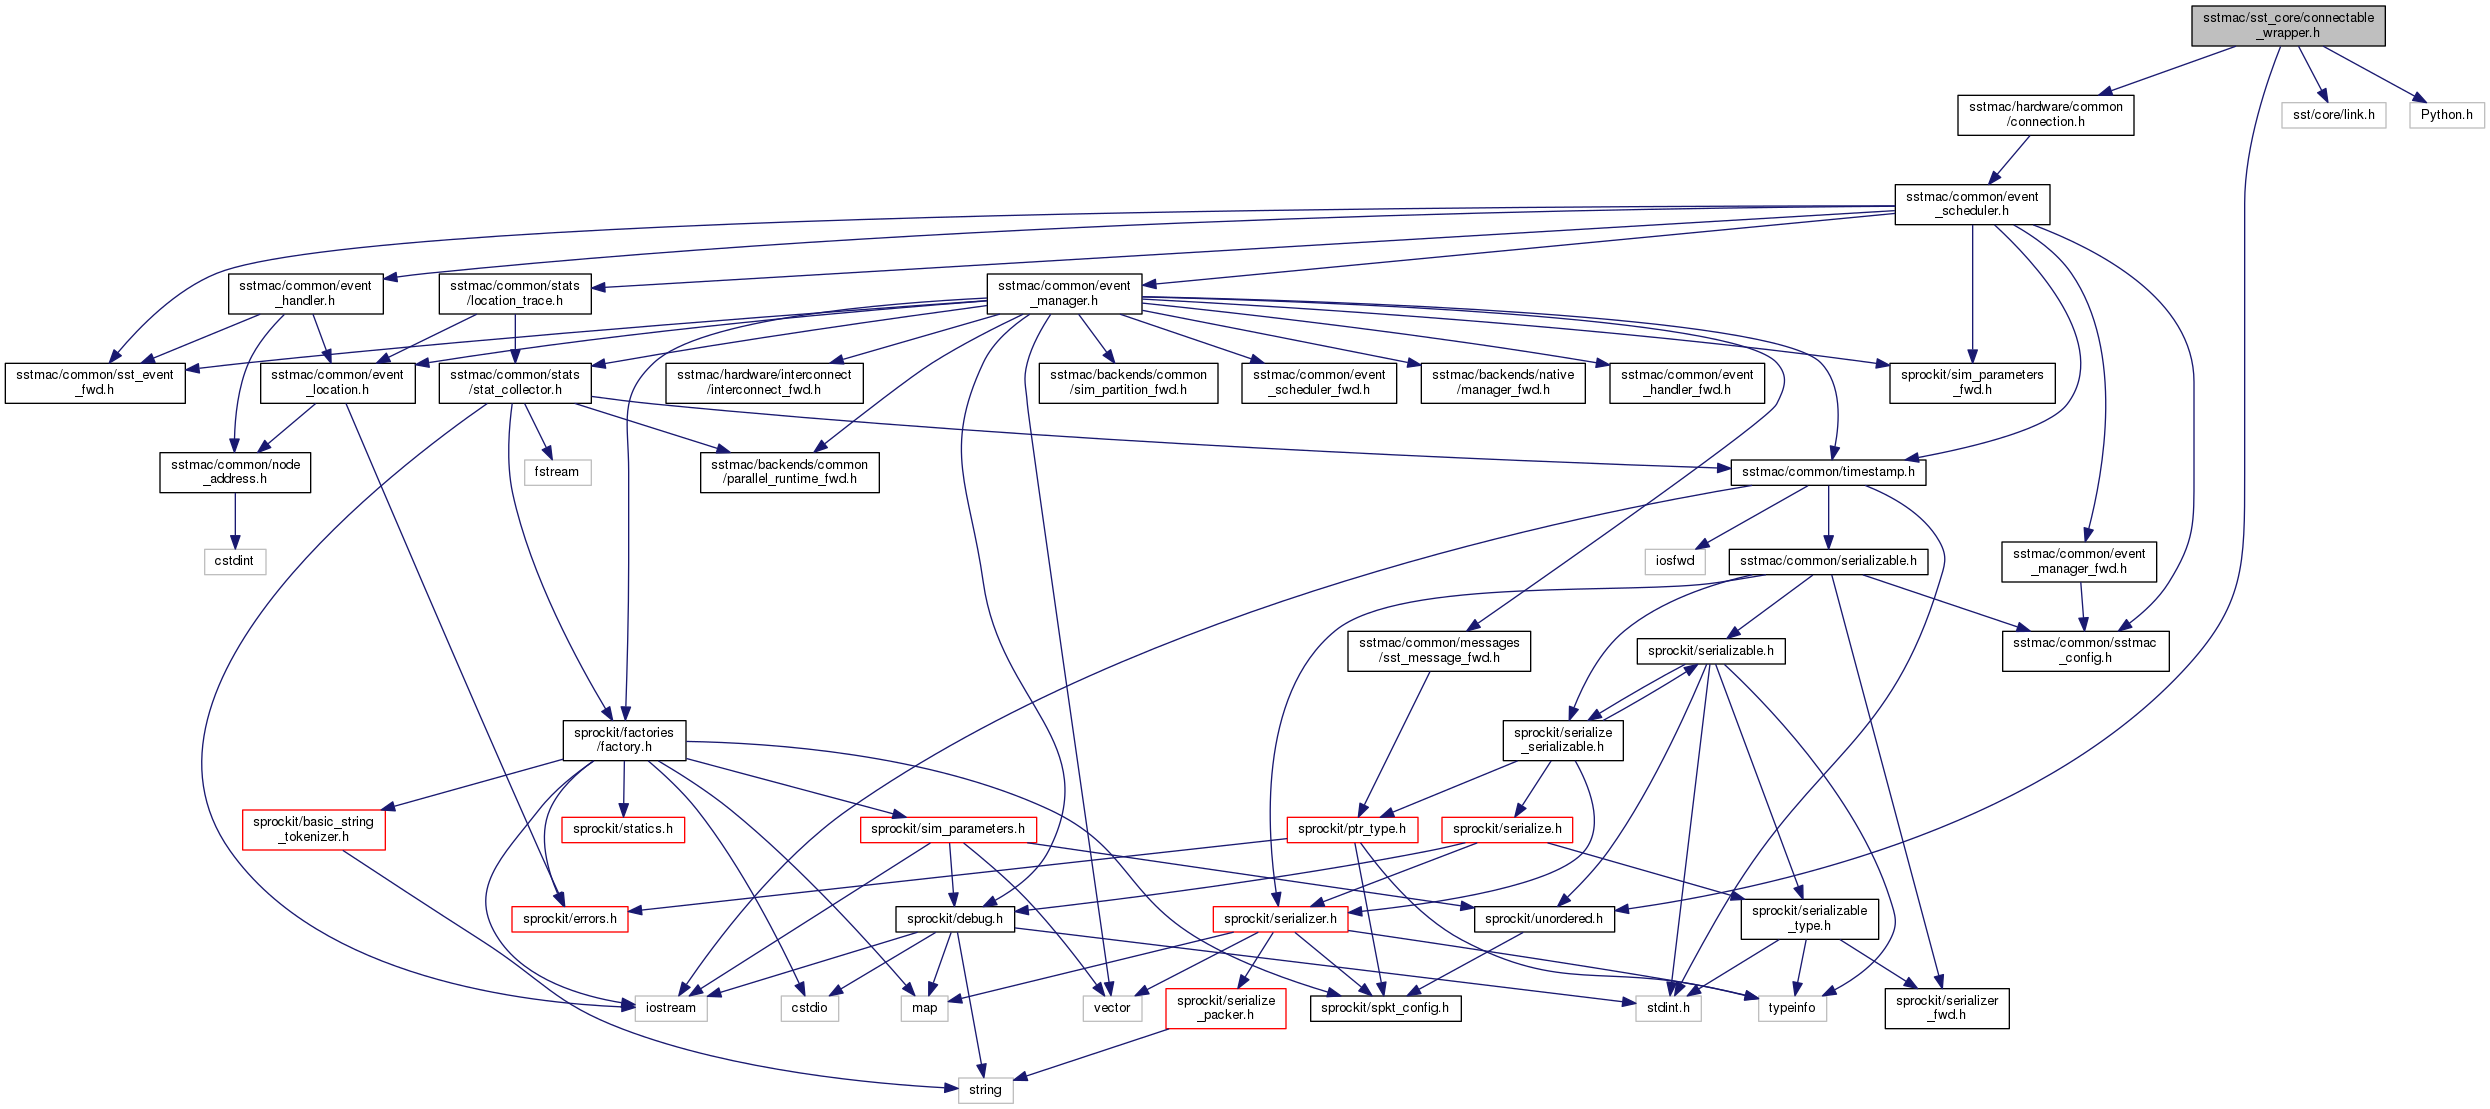 sstmac/sst_core/connectable
_wrapper.h
sstmac/hardware/common
/connection.h
sst/core/link.h
Python.h
sstmac/common/event
_scheduler.h
sstmac/common/event
_handler.h
sstmac/common/stats
/location_trace.h
sstmac/common/event
_manager.h
sstmac/common/sst_event
_fwd.h
sstmac/common/event
_location.h
sstmac/common/stats
/stat_collector.h
sstmac/hardware/interconnect
/interconnect_fwd.h
sstmac/backends/common
/sim_partition_fwd.h
sstmac/common/event
_scheduler_fwd.h
sstmac/backends/native
/manager_fwd.h
sstmac/common/event
_handler_fwd.h
sprockit/sim_parameters
_fwd.h
sstmac/common/node
_address.h
fstream
sstmac/backends/common
/parallel_runtime_fwd.h
sstmac/common/timestamp.h
cstdint
iosfwd
sstmac/common/serializable.h
sstmac/common/event
_manager_fwd.h
sstmac/common/messages
/sst_message_fwd.h
sprockit/serializable.h
sstmac/common/sstmac
_config.h
sprockit/factories
/factory.h
sprockit/serialize
_serializable.h
sprockit/basic_string
_tokenizer.h
sprockit/statics.h
sprockit/sim_parameters.h
sprockit/ptr_type.h
sprockit/serialize.h
sprockit/errors.h
sprockit/debug.h
sprockit/serializer.h
sprockit/unordered.h
sprockit/serializable
_type.h
iostream
cstdio
map
vector
sprockit/serialize
_packer.h
sprockit/spkt_config.h
stdint.h
typeinfo
sprockit/serializer
_fwd.h
string